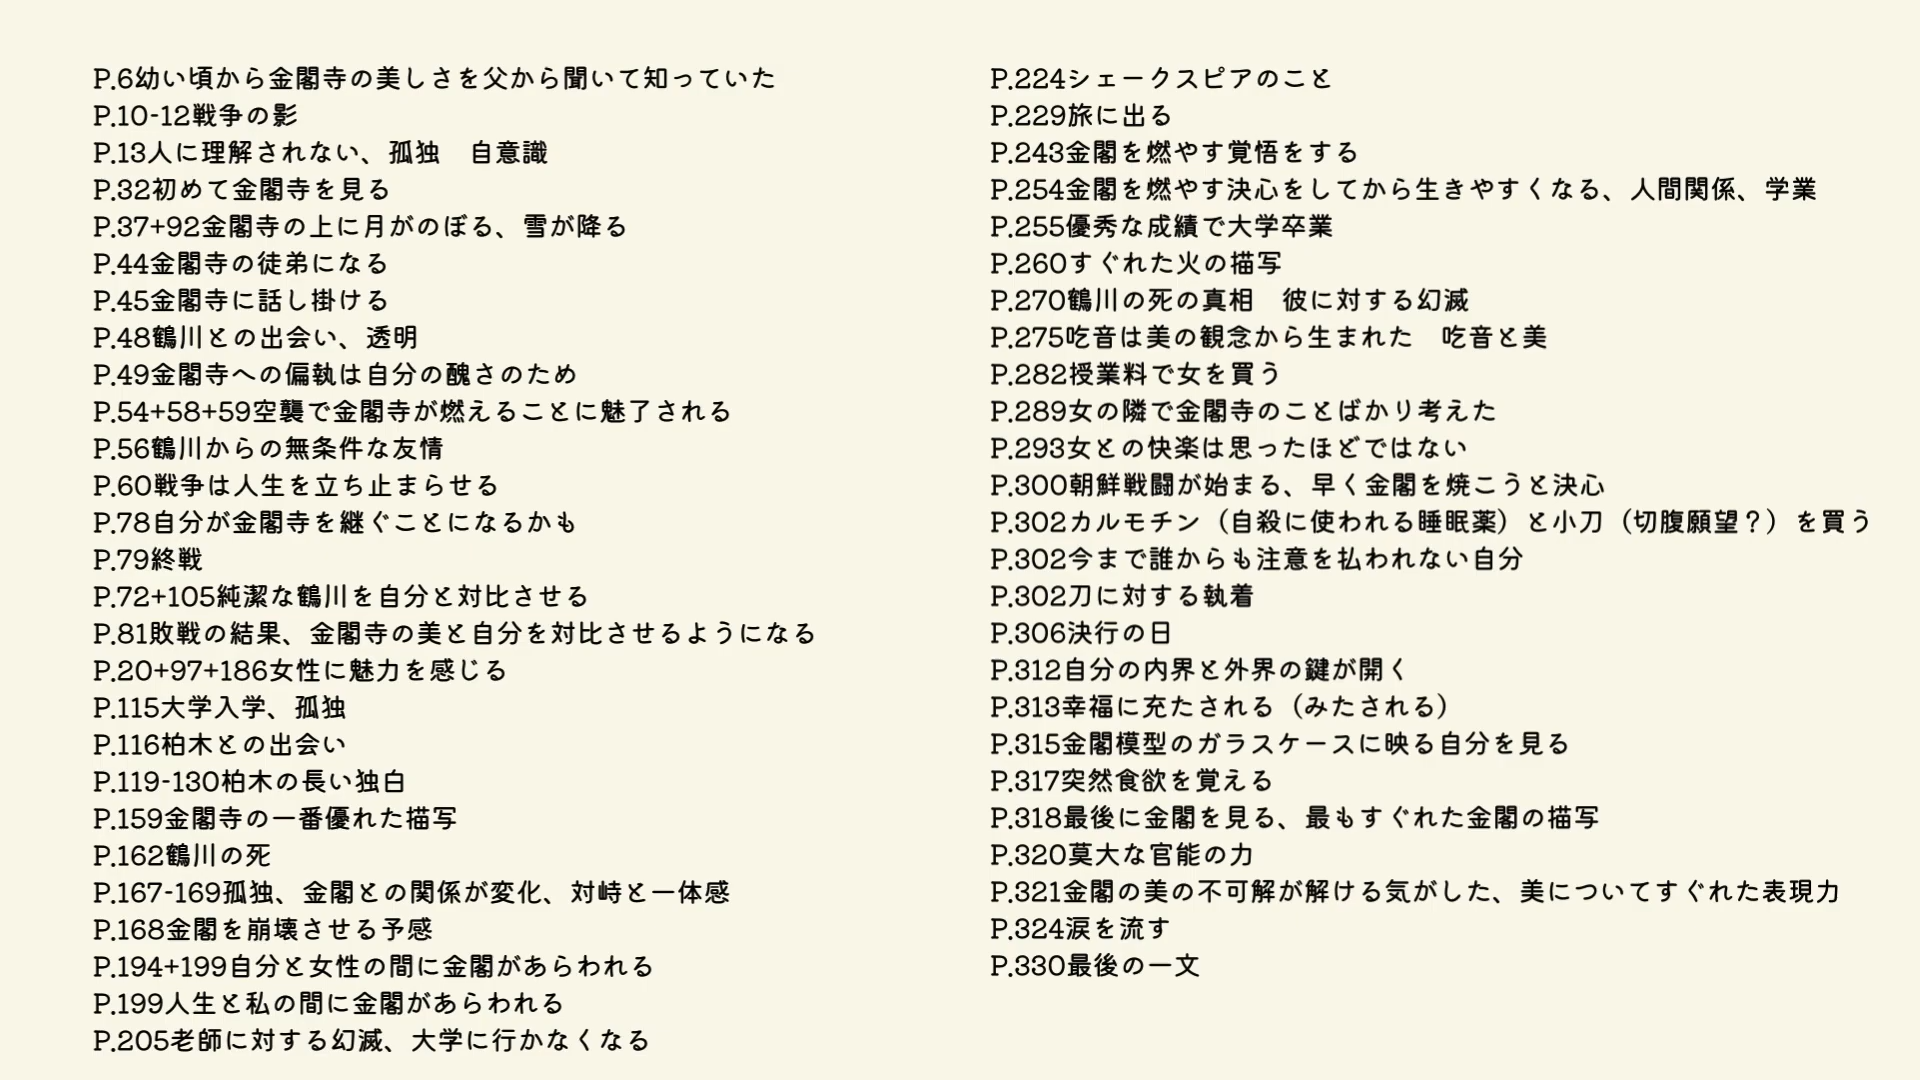 P.6幼い頃から金閣寺の美しさを父から聞いて知っていた
P.10-12戦争の影
P.13人に理解されない、孤独　自意識
P.32初めて金閣寺を見る
P.37+92金閣寺の上に月がのぼる、雪が降る
P.44金閣寺の徒弟になる
P.45金閣寺に話し掛ける
P.48鶴川との出会い、透明
P.49金閣寺への偏執は自分の醜さのため
P.54+58+59空襲で金閣寺が燃えることに魅了される
P.56鶴川からの無条件な友情
P.60戦争は人生を立ち止まらせる
P.78自分が金閣寺を継ぐことになるかも
P.79終戦
P.72+105純潔な鶴川を自分と対比させる
P.81敗戦の結果、金閣寺の美と自分を対比させるようになる
P.20+97+186女性に魅力を感じる
P.115大学入学、孤独
P.116柏木との出会い
P.119-130柏木の長い独白
P.159金閣寺の一番優れた描写
P.162鶴川の死
P.167-169孤独、金閣との関係が変化、対峙と一体感
P.168金閣を崩壊させる予感
P.194+199自分と女性の間に金閣があらわれる
P.199人生と私の間に金閣があらわれる
P.205老師に対する幻滅、大学に行かなくなる
P.224シェークスピアのこと
P.229旅に出る
P.243金閣を燃やす覚悟をする
P.254金閣を燃やす決心をしてから生きやすくなる、人間関係、学業
P.255優秀な成績で大学卒業
P.260すぐれた火の描写
P.270鶴川の死の真相　彼に対する幻滅
P.275吃音は美の観念から生まれた　吃音と美
P.282授業料で女を買う
P.289女の隣で金閣寺のことばかり考えた
P.293女との快楽は思ったほどではない
P.300朝鮮戦闘が始まる、早く金閣を焼こうと決心
P.302カルモチン（自殺に使われる睡眠薬）と小刀（切腹願望？）を買う
P.302今まで誰からも注意を払われない自分
P.302刀に対する執着
P.306決行の日
P.312自分の内界と外界の鍵が開く
P.313幸福に充たされる（みたされる）
P.315金閣模型のガラスケースに映る自分を見る
P.317突然食欲を覚える
P.318最後に金閣を見る、最もすぐれた金閣の描写
P.320莫大な官能の力
P.321金閣の美の不可解が解ける気がした、美についてすぐれた表現力
P.324涙を流す
P.330最後の一文